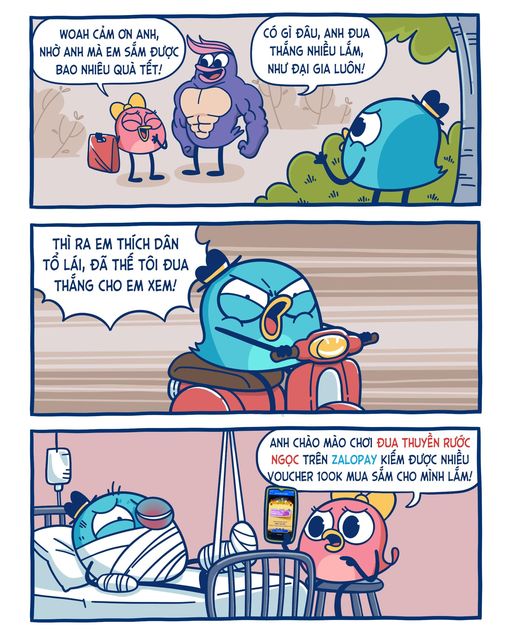 WOAH CẢM ƠN ANH,
NHỜ ANH MÀ EM SẮM ĐƯỢC
BAO NHIÊU QUÀ TẾT!
CÓ GÌ ĐÂU, ANH ĐUA
THẮNG NHIỀU LẮM,
NHƯ ĐẠI GIA LUÔN!
THÌ RA EM THÍCH DÂN
TỔ LÁI, ĐÃ THẾ TÔI ĐUA
THẮNG CHO EM XEM!
ANH CHÀO MÀO CHƠI ĐUA THUYỀN RƯỚC
NGỌC TRÊN ZALOPAY KIẾM ĐƯỢC NHIỀU
VOUCHER 100K MUA SẮM CHO MÌNH LẮM!